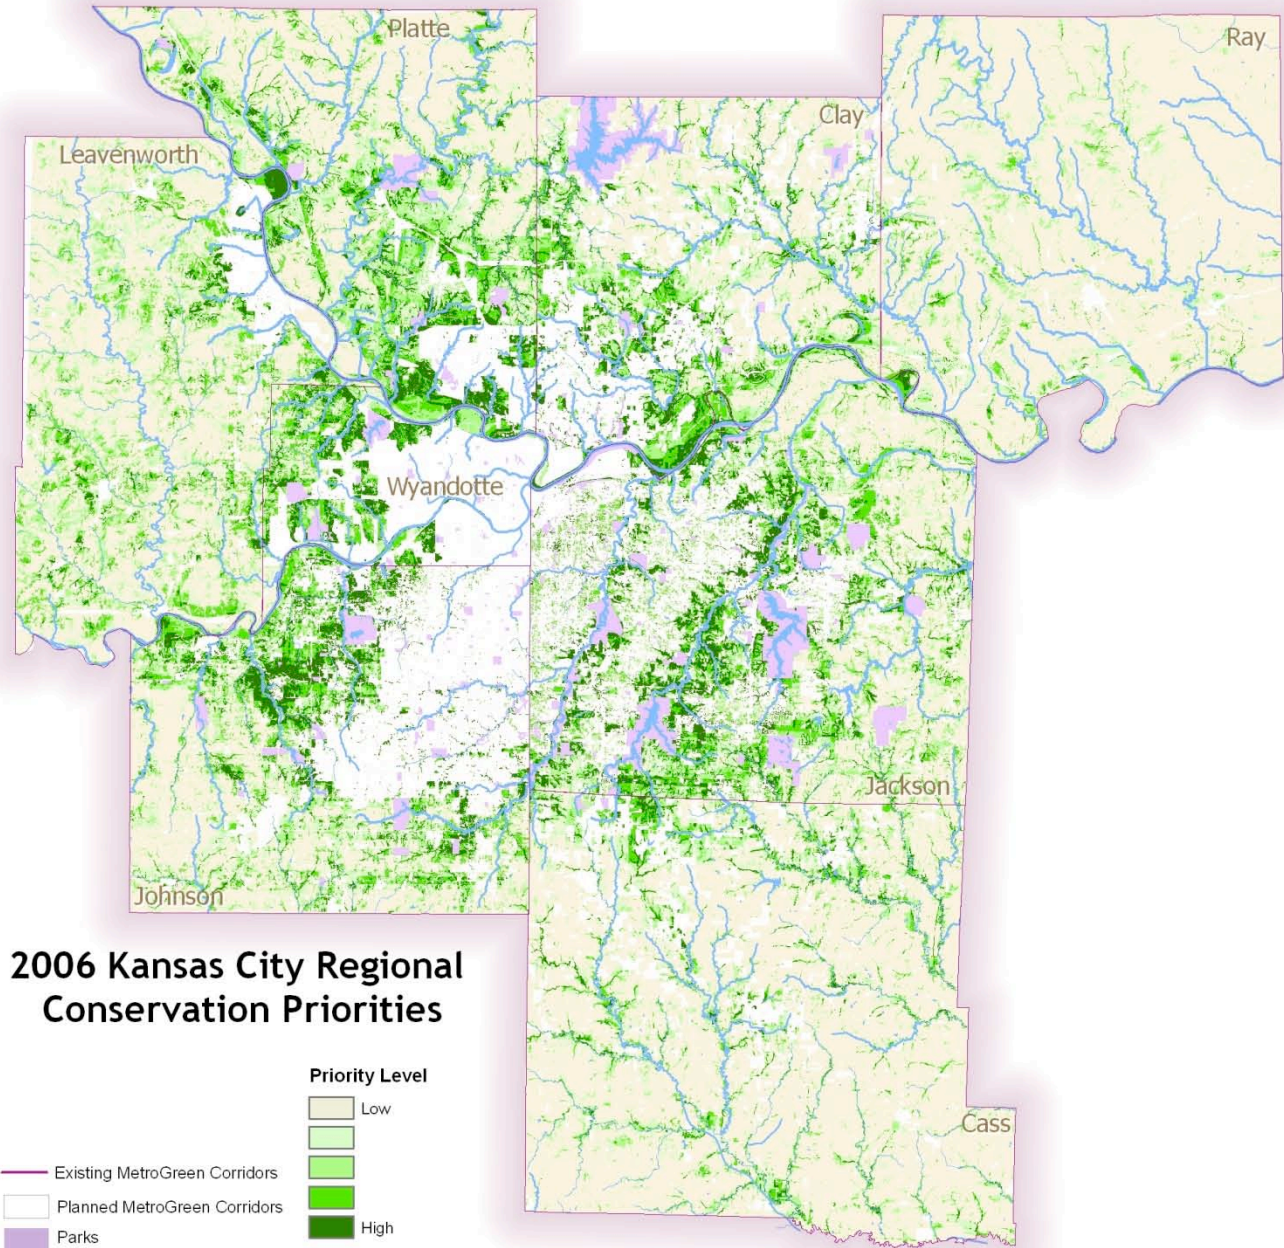 Platte
Ray
Clay
Leavenworth
Wyandotte
Jackson
Johnson
2006 Kansas City Regional
Conservation Priorities
Priority Level
Low
Existing MetroGreen Corridors
Planned MetroGreen Corridors
High
Parks
Cass